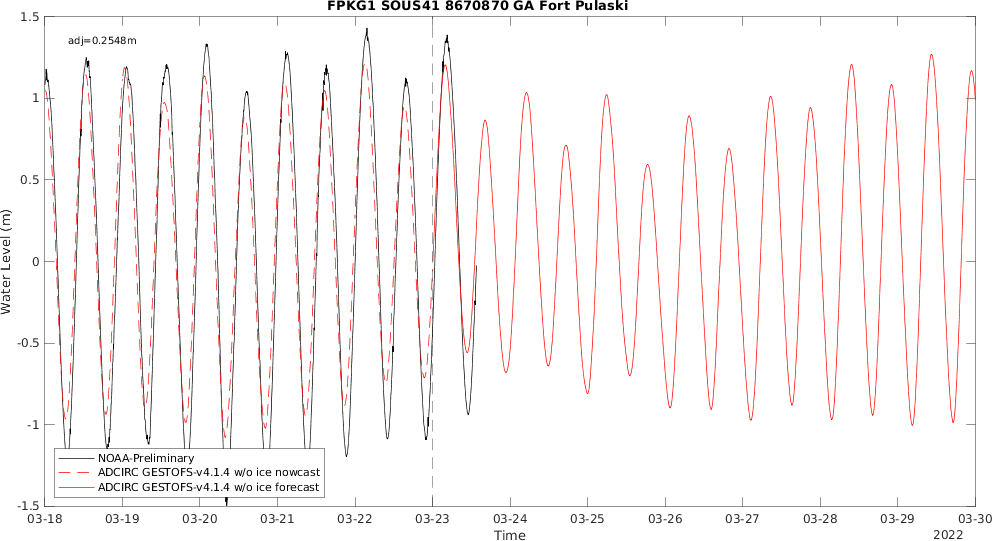 FPKG1 SOUS41 8670870 GA Fort Pulaski
1.5
adj=0.2548m
1
0.5
0
-0.5
-1
-1.5
Water Level (m)
NOAA-Preliminary
ADCIRC GESTOFS-v4.1.4 w/o ice nowcast
ADCIRC GESTOFS-v4.1.4 w/o ice forecast
03-18 03-19 03-20 03-21 03-22 03-23 03-24 03-25 03-26 03-27 03-28 03-29 03-30
Time
2022